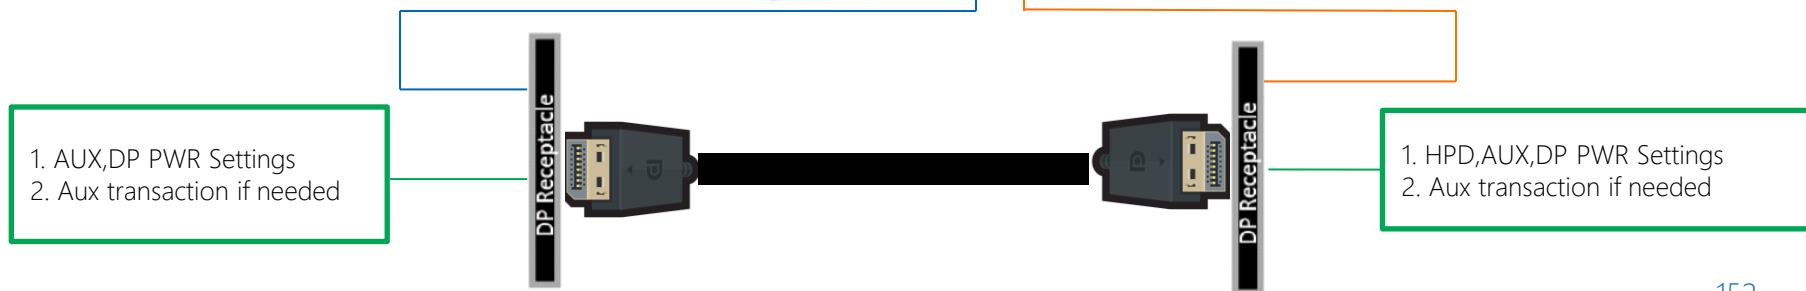 1. AUX,DP PWR Settings
2. Aux transaction if needed
DP Receptacle
DP Receptacle
1. HPD,AUX,DP PWR Settings
2. Aux transaction if needed